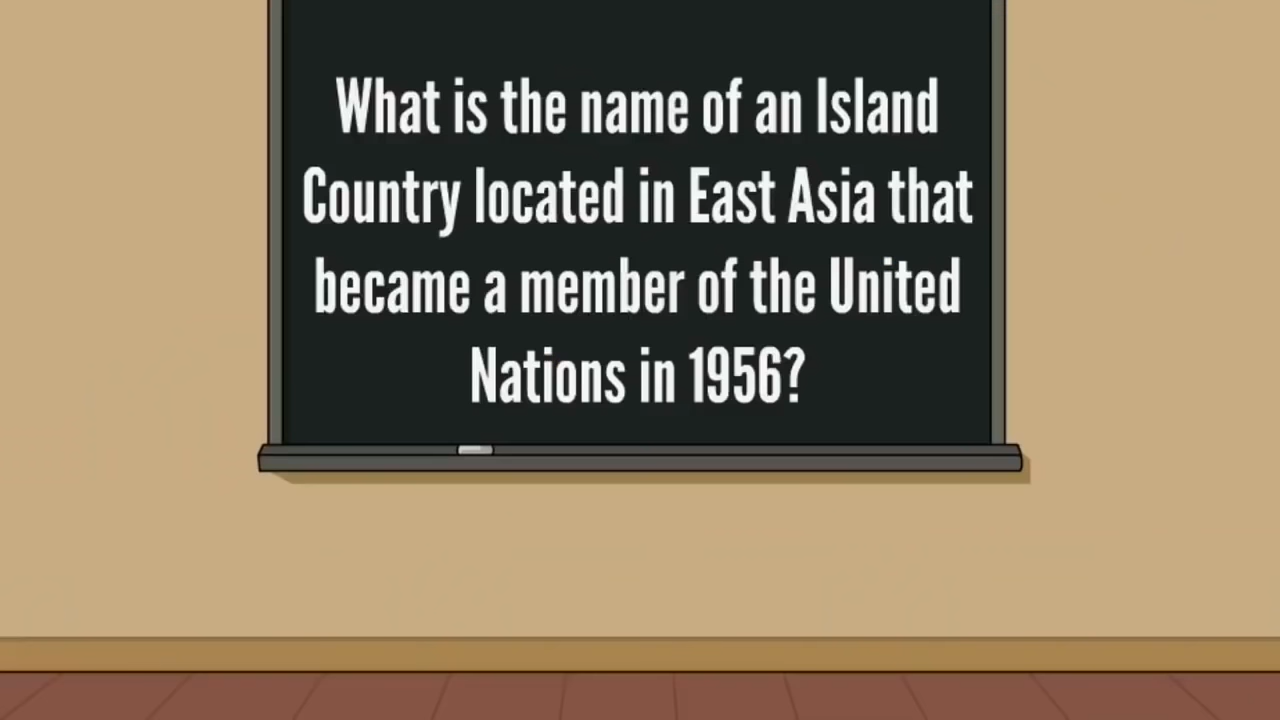 What is the name of an Island
Country located in East Asia that
became a member of the United
Nations in 1956?